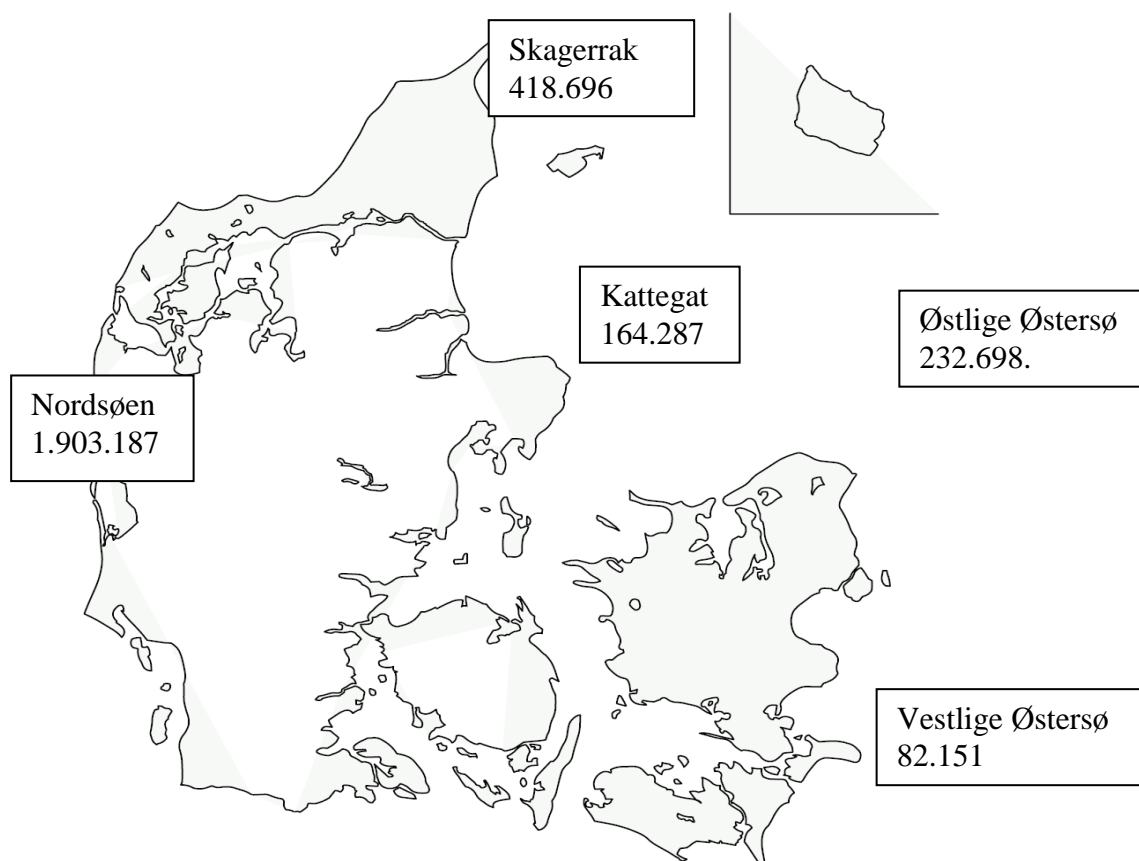 Skagerrak
418.696
Kattegat
164.287
Østlige Østersø
232.698.
Nordsøen
1.903.187
Vestlige Østersø
82.151